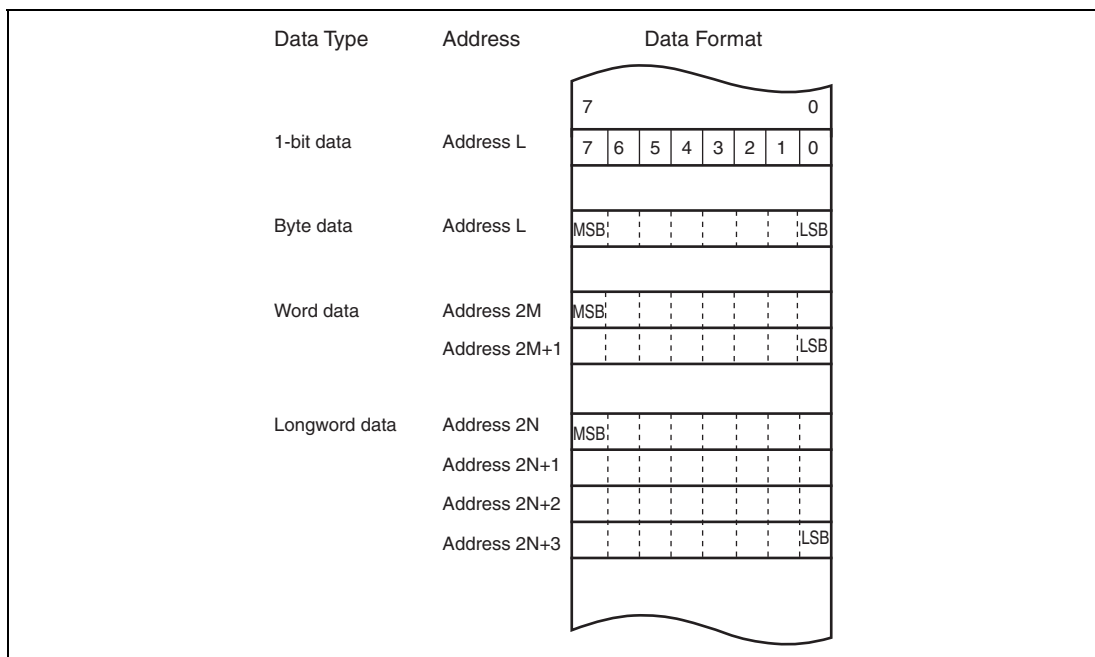 Data Type Address Data Format
7 0
1-bit data Address L 7 6 5 4 3 2 1 0
Byte data Address L MSB LSB
Word data Address 2M MSB
Address 2M+1 LSB
Longword data Address 2N MSB
Address 2N+1
Address 2N+2
Address 2N+3 LSB